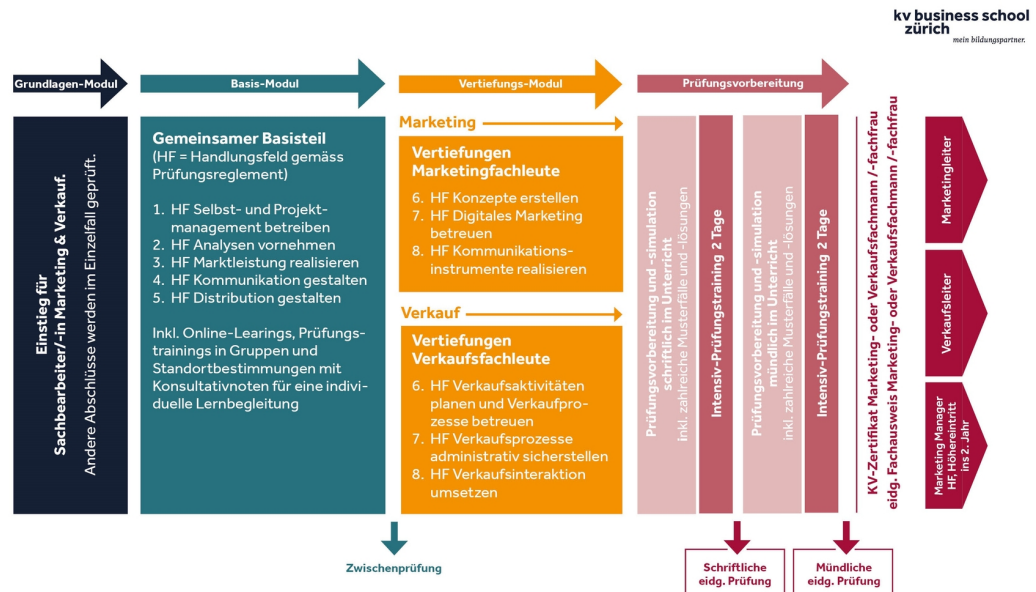 kv business school
zürich
mein bildungspartner.
Grundlagen-Modul
Basis-Modul
Vertiefungs-Modul
Prüfungsvorbereitung
Einstieg für
Sachbearbeiter/-in Marketing & Verkauf.
Andere Abschlüsse werden im Einzelfall geprüft.
Gemeinsamer Basisteil
(HF = Handlungsfeld gemäss
Prüfungsreglement)
1. HF Selbst- und Projekt-
management betreiben
2. HF Analysen vornehmen
3. HF Marktleistung realisieren
4. HF Kommunikation gestalten
5. HF Distribution gestalten
Inkl. Online-Learings, Prüfungs-
trainings in Gruppen und
Standortbestimmungen mit
Konsultativnoten für eine indivi-
duelle Lernbegleitung
Marketing
Vertiefungen
Marketingfachleute
6. HF Konzepte erstellen
7. HF Digitales Marketing
betreuen
8. HF Kommunikations-
instrumente realisieren
Verkauf
Vertiefungen
Verkaufsfachleute
6. HF Verkaufsaktivitäten
planen und Verkaufpro-
zesse betreuen
7. HF Verkaufsprozesse
administrativ sicherstellen
8. HF Verkaufsinteraktion
umsetzen
Prüfungsvorbereitung und -simulation
schriftlich im Unterricht
inkl. zahlreiche Musterfälle und -lösungen
Intensiv-Prüfungstraining 2 Tage
Prüfungsvorbereitung und -simulation
mündlich im Unterricht
inkl. zahlreiche Musterfälle und -lösungen
Intensiv-Prüfungstraining 2 Tage
KV-Zertifikat Marketing- oder Verkaufsfachmann /-fachfrau
eidg. Fachausweis Marketing- oder Verkaufsfachmann /-fachfrau
Marketingleiter
Verkaufsleiter
Marketing Manager
HF, Höhereintritt
ins 2. Jahr
Zwischenprüfung
Schriftliche
eidg. Prüfung
Mündliche
eidg. Prüfung